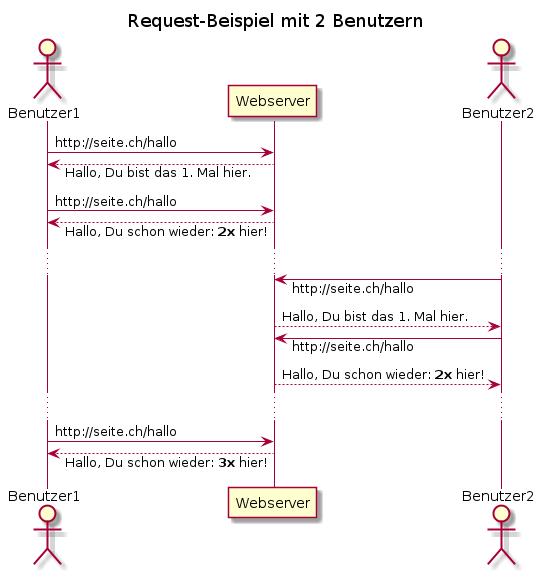 Request-Beispiel mit 2 Benutzern
Benutzer1
Webserver
Benutzer2
http://seite.ch/hallo
Hallo, Du bist das 1. Mal hier.
http://seite.ch/hallo
Hallo, Du schon wieder: 2x hier!
http://seite.ch/hallo
Hallo, Du bist das 1. Mal hier.
http://seite.ch/hallo
Hallo, Du schon wieder: 2x hier!
http://seite.ch/hallo
Hallo, Du schon wieder: 3x hier!
Benutzer1
Webserver
Benutzer2